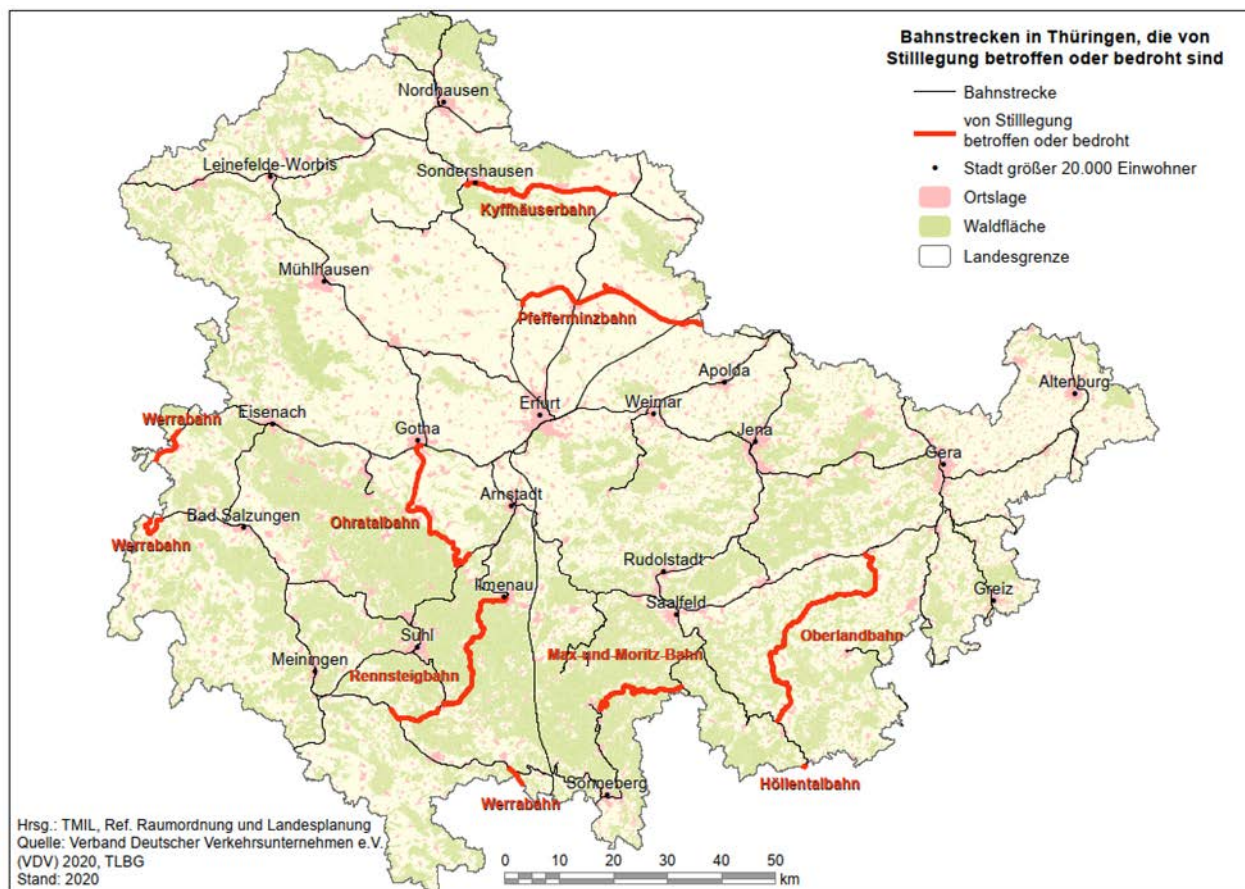 Bahnstrecken in Thüringen, die von
Stilllegung betroffen oder bedroht sind
Bahnstrecke
von Stilllegung
betroffen oder bedroht
Stadt größer 20.000 Einwohner
Ortslage
Waldfläche
Landesgrenze
Nordhausen
Leinefelde-Worbis
Sondershausen
Kyffhäuserbahn
Mühlhausen
Pfefferminzbahn
Apolda
Altenburg
Werrabahn
Eisenach
Erfurt
Weimar
Gotha
Jena
Gera
Arnstadt
Bad Salzungen
Ohratalbahn
Werrabahn
Rudolstadt
Ilmenau
Saalfeld
Greiz
Suhl
Oberlandbahn
Max-und-Moritz-Bahn
Meiningen
Rennsteigbahn
Höllentalbahn
Sonneberg
Werrabahn
Hrsg.: TMIL, Ref. Raumordnung und Landesplanung
Quelle: Verband Deutscher Verkehrsunternehmen e.V.
(VDV) 2020, TLBG
Stand: 2020
0 10 20 30 40 50
km